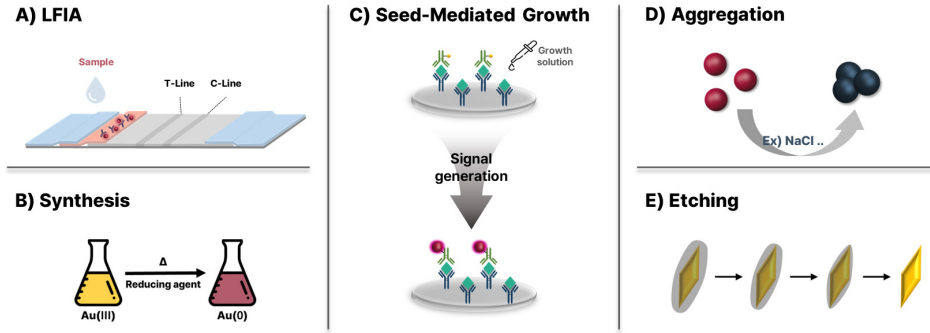 A) LFIA
Sample
T-Line
C-Line
B) Synthesis
Δ
Reducing agent
Au(III)
Au(0)
C) Seed-Mediated Growth
Growth
solution
Signal
generation
D) Aggregation
Ex) NaCl ..
E) Etching